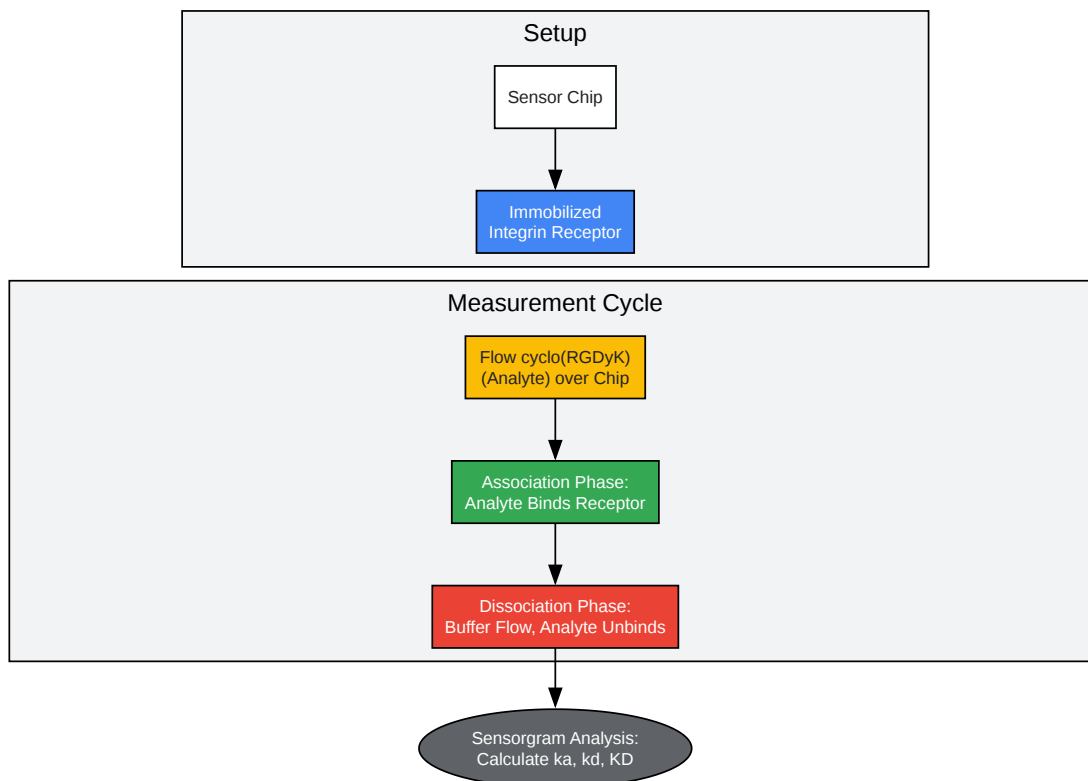 Setup
Sensor Chip
Immobilized
Integrin Receptor
Measurement Cycle
Flow cyclo(RGDyK)
(Analyte) over Chip
Association Phase:
Analyte Binds Receptor
Dissociation Phase:
Buffer Flow, Analyte Unbinds
Sensorgram Analysis:
Calculate ka, kd, KD